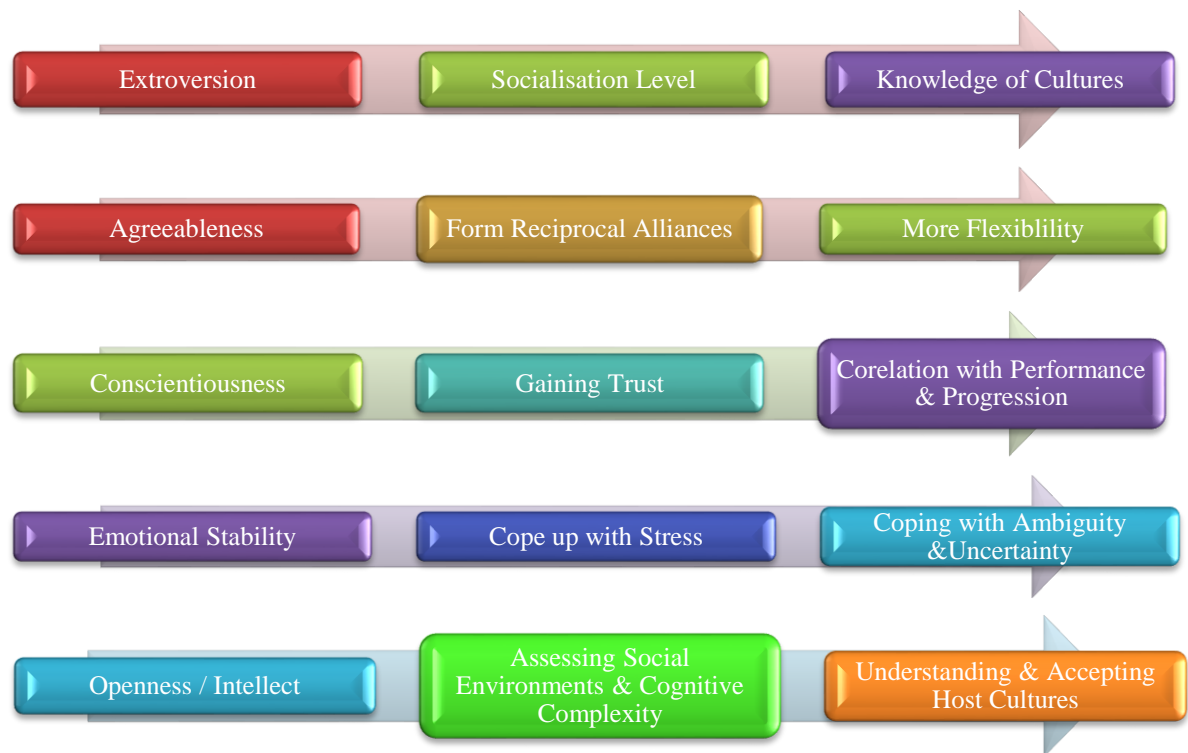 Extroversion
Socialisation Level
Knowledge of Cultures
Agreeableness
Form Reciprocal Alliances
More Flexiblility
Conscientiousness
Gaining Trust
Corelation with Performance
& Progression
Emotional Stability
Cope up with Stress
Coping with Ambiguity
&Uncertainty
Openness / Intellect
Assessing Social
Environments & Cognitive
Complexity
Understanding & Accepting
Host Cultures